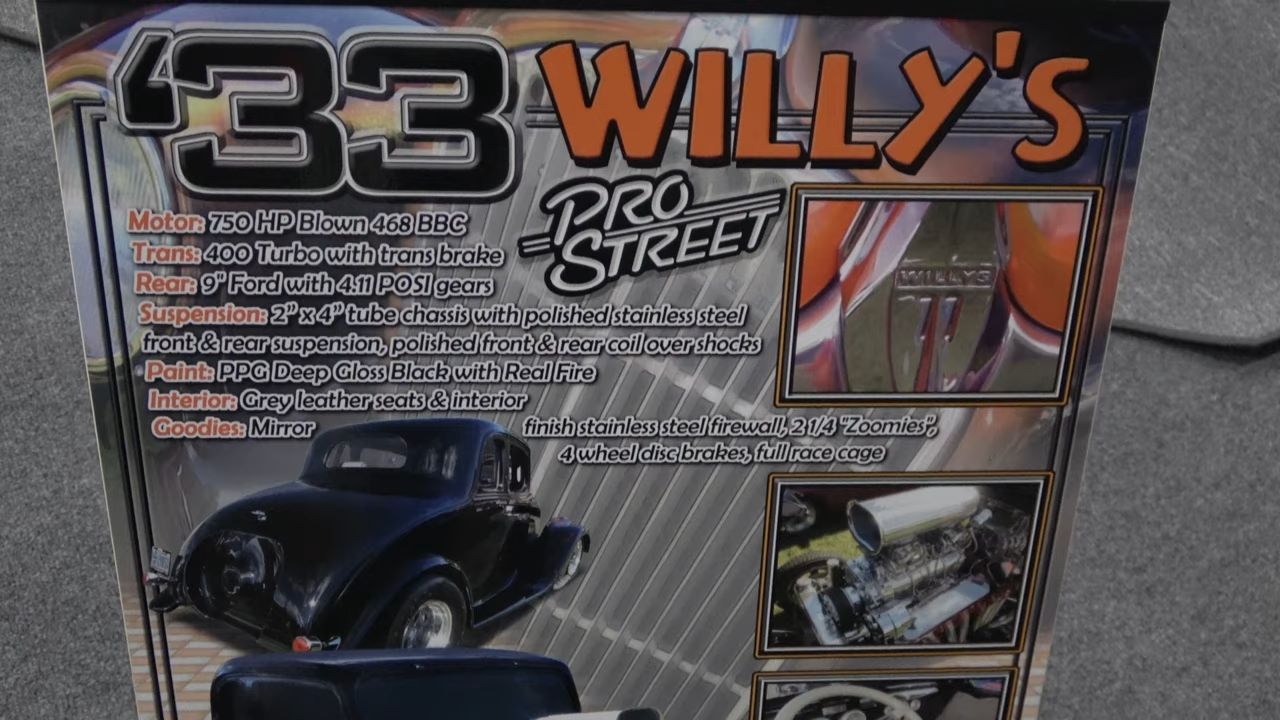 '33 WILLY'S
PRO
STREET
Motor: 750 HP Blown 468 BBC
Trans: 400 Turbo with trans brake
Rear: 9" Ford with 4.11 POSI gears
Suspension: 2" x 4" tube chassis with polished stainless steel
front & rear suspension, polished front & rear coil over shocks
Paint: PPG Deep Gloss Black with Real Fire
Interior: Grey leather seats & interior
Goodies: Mirror finish stainless steel firewall, 2 1/4 "Zoomies",
4 wheel disc brakes, full race cage
WILLYS